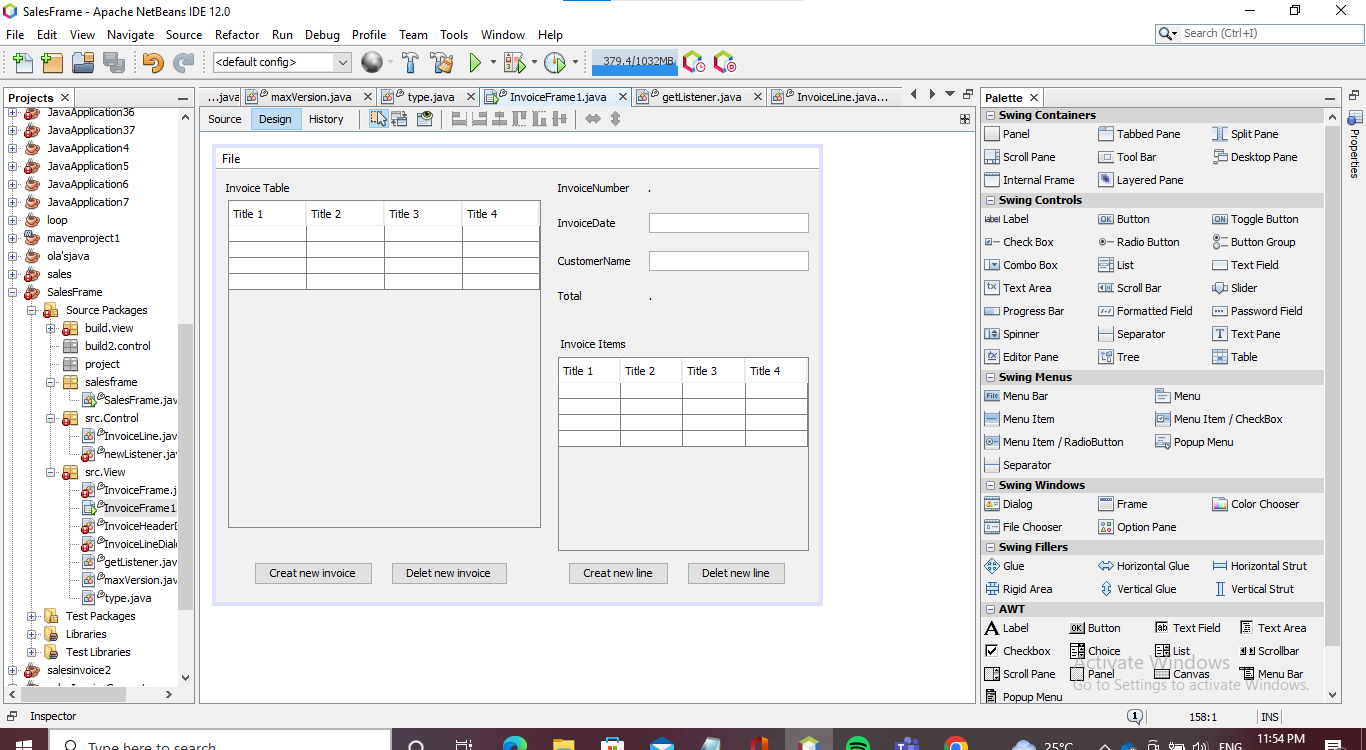 SalesFrame - Apache NetBeans IDE 12.0
File Edit View Navigate Source Refactor Run Debug Profile Team Tools Window Help
Search (Ctrl+I)
<default config>
379.4/1032MB
Projects
...java maxVersion.java type.java InvoiceFrame1.java getListener.java InvoiceLine.java...
Palette
Source Design History
JavaApplication36
JavaApplication37
JavaApplication4
JavaApplication5
JavaApplication6
JavaApplication7
loop
mavenproject1
ola'sjava
sales
SalesFrame
Source Packages
build.view
build2.control
project
salesframe
SalesFrame.jav
src.Control
InvoiceLine.jav
newListener.ja
src.View
InvoiceFrame.j
InvoiceFrame1.
InvoiceHeaderD
InvoiceLineDial
getListener.java
maxVersion.jav
type.java
Test Packages
Libraries
Test Libraries
salesinvoice2
File
Invoice Table
Title 1 Title 2 Title 3 Title 4
InvoiceNumber .
InvoiceDate
CustomerName
Total .
Invoice Items
Title 1 Title 2 Title 3 Title 4
Creat new invoice Delet new invoice Creat new line Delet new line
Swing Containers
Panel Tabbed Pane Split Pane
Scroll Pane Tool Bar Desktop Pane
Internal Frame Layered Pane
Swing Controls
label Label OK Button ON Toggle Button
Check Box Radio Button Button Group
Combo Box List Text Field
Text Area Scroll Bar Slider
Progress Bar Formatted Field Password Field
Spinner Separator Text Pane
Editor Pane Tree Table
Swing Menus
File Menu Bar Menu
Menu Item Menu Item / CheckBox
Menu Item / RadioButton Popup Menu
Separator
Swing Windows
Dialog Frame Color Chooser
File Chooser Option Pane
Swing Fillers
Glue Horizontal Glue Horizontal Strut
Rigid Area Vertical Glue Vertical Strut
AWT
A Label OK Button ab Text Field Text Area
Checkbox Choice List Scrollbar
Scroll Pane Panel Canvas Menu Bar
Popup Menu
Activate Windows
Go to Settings to activate Windows.
Properties
Inspector
1 158:1 INS
Type here to search
25°C ENG 11:54 PM